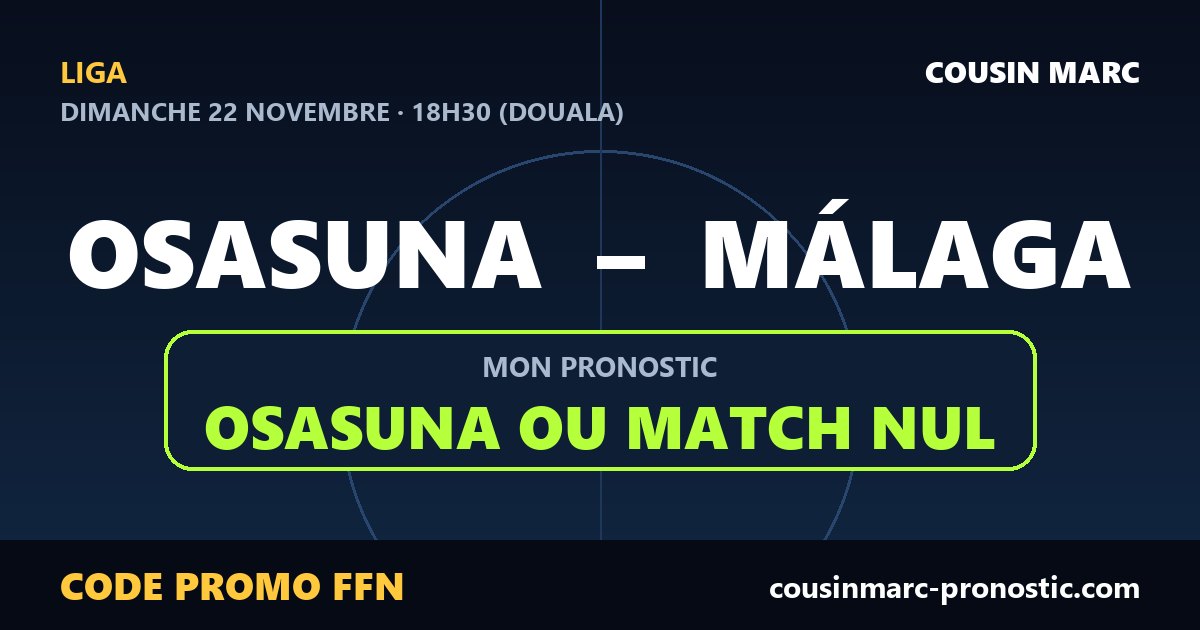 LIGA
COUSIN MARC
DIMANCHE 22 NOVEMBRE · 18H30 (DOUALA)
OSASUNA – MÁLAGA
MON PRONOSTIC
OSASUNA OU MATCH NUL
CODE PROMO FFN
cousinmarc-pronostic.com